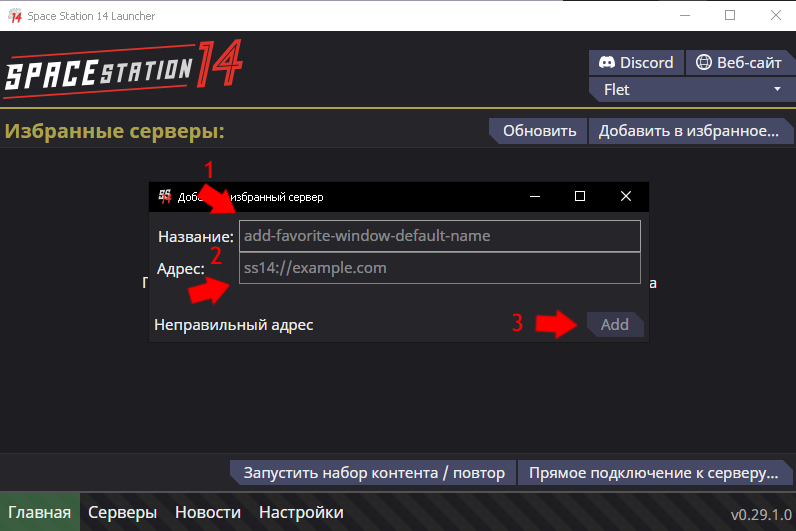 Space Station 14 Launcher
SPACE STATION 14
Discord
Веб-сайт
Flet
Избранные серверы:
Обновить
Добавить в избранное...
1
избранный сервер
Название:
add-favorite-window-default-name
2
Адрес:
ss14://example.com
Неправильный адрес
3
Add
Запустить набор контента / повтор
Прямое подключение к серверу...
Главная
Серверы
Новости
Настройки
v0.29.1.0